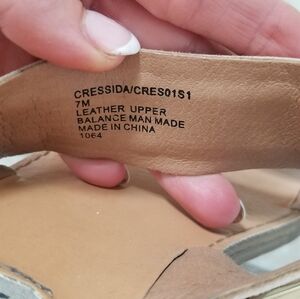 CRESSIDA/CRES01S1
7M
LEATHER UPPER
BALANCE MAN MADE
MADE IN CHINA
1064